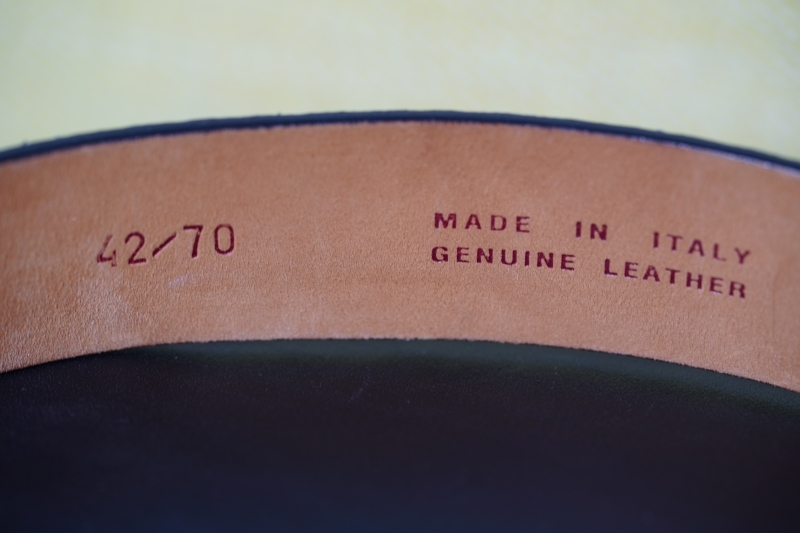 42/70
MADE IN ITALY
GENUINE LEATHER